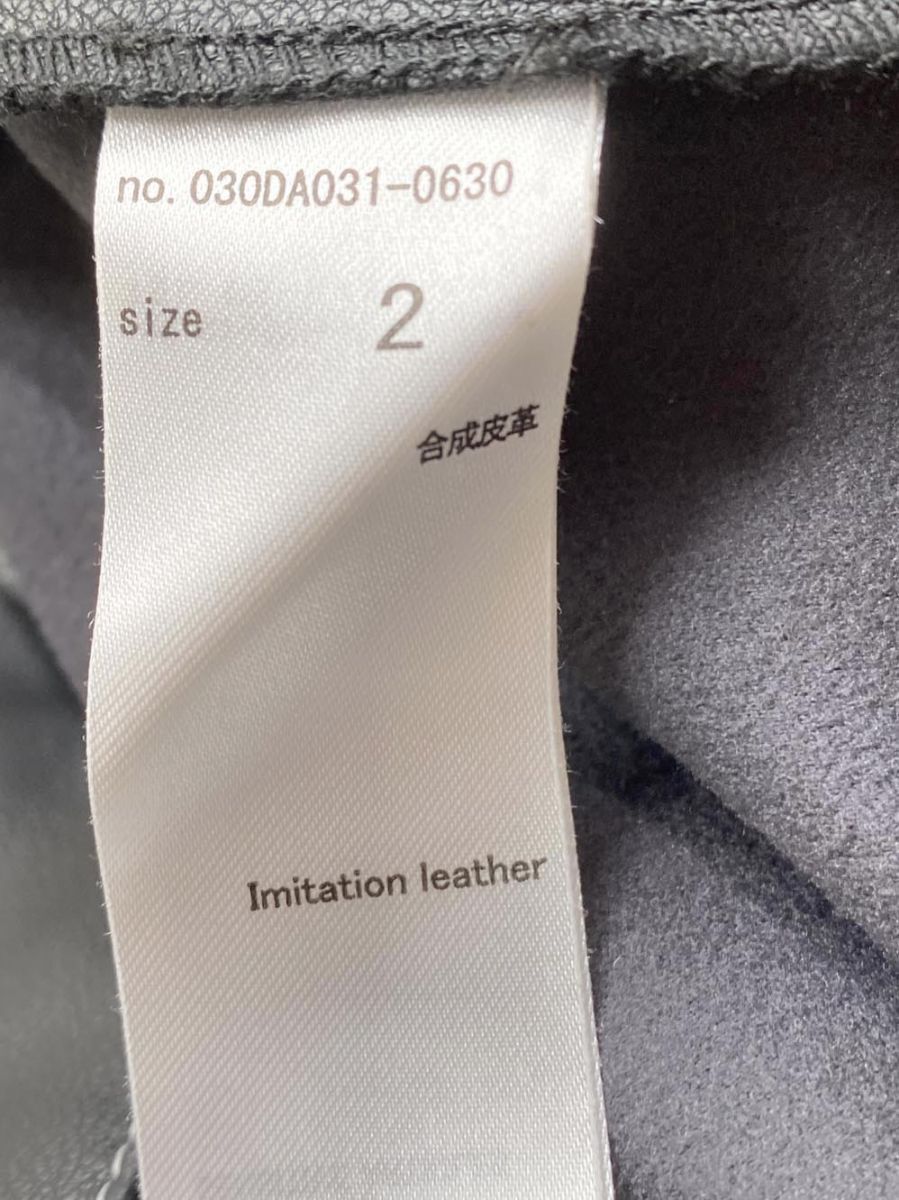 no. 030DA031-0630
size 2
合成皮革
Imitation leather